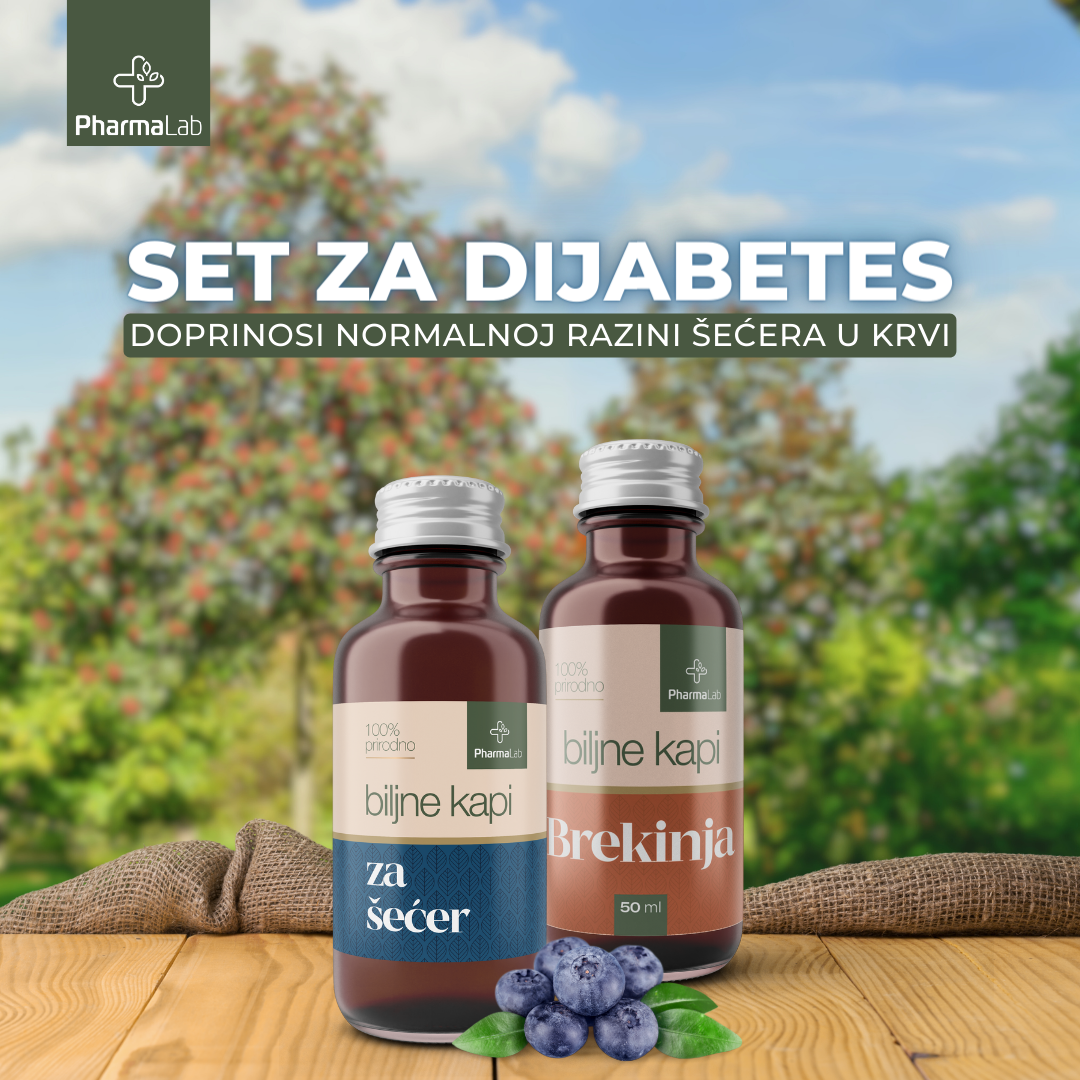 PharmaLab
SET ZA DIJABETES
DOPRINOSI NORMALNOJ RAZINI ŠEĆERA U KRVI
100%
prirodno
PharmaLab
biljne kapi
za
šećer
100%
prirodno
PharmaLab
biljne kapi
Brekinja
50 ml